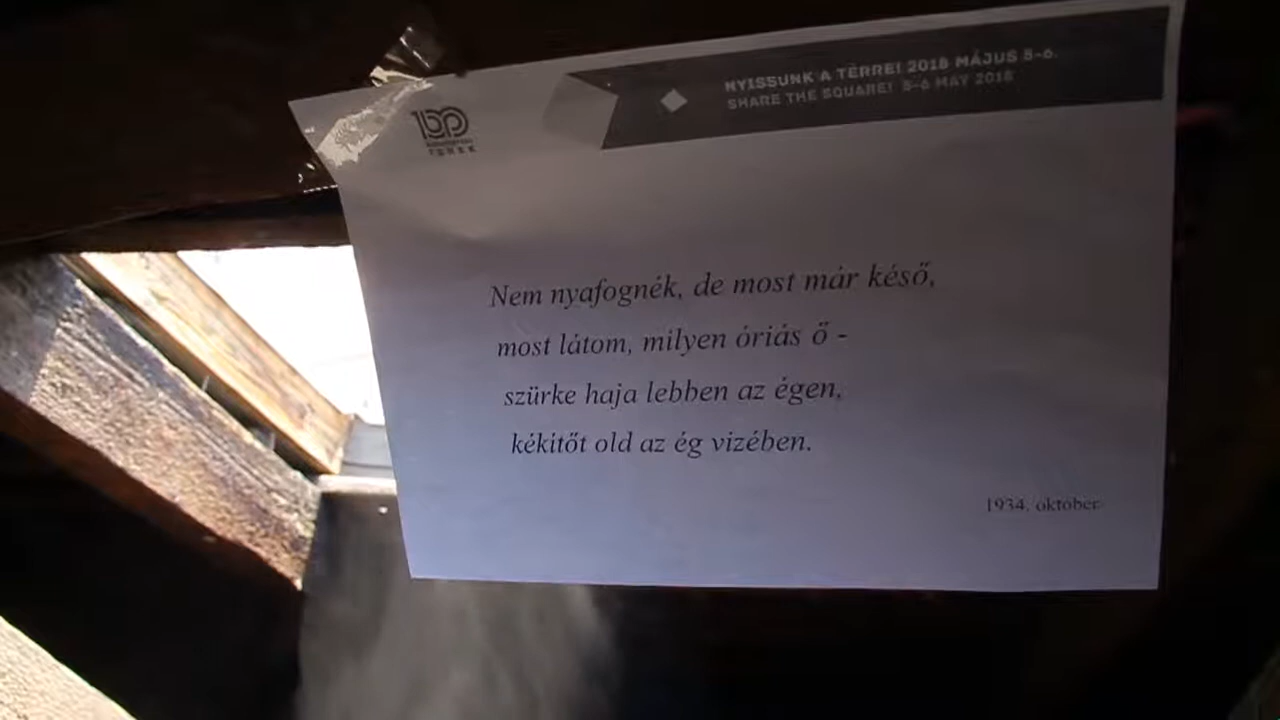 NYISSUNK A TÉRRE! 2018 MÁJUS 5-6.
SHARE THE SQUARE! 5-6 MAY 2018
TEREK
Nem nyafognék, de most már késő,
most látom, milyen óriás ő -
szürke haja lebben az égen,
kékítőt old az ég vizében.
1934. október